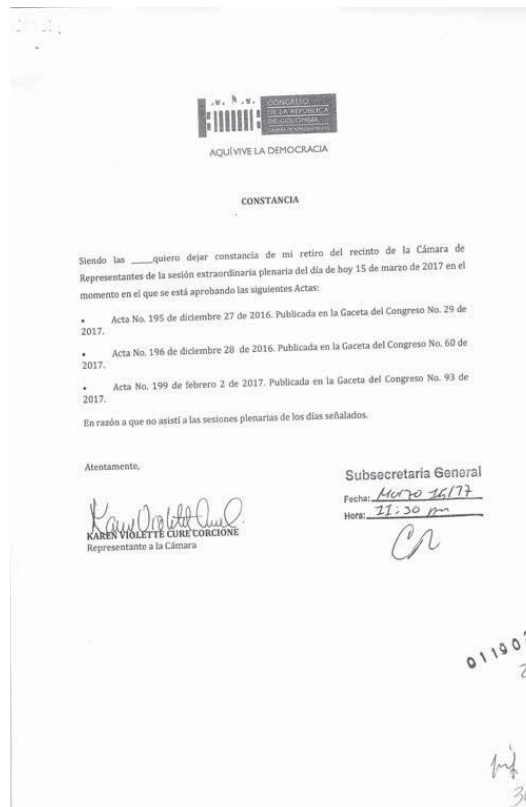 CONGRESO
DE LA REPÚBLICA
DE COLOMBIA
AQUÍVIVE LA DEMOCRACIA
CONSTANCIA
Siendo las ____quiero dejar constancia de mi retiro del recinto de la Cámara de
Representantes de la sesión extraordinaria plenaria del día de hoy 15 de marzo de 2017 en el
momento en el que se está aprobando las siguientes Actas:
• Acta No. 195 de diciembre 27 de 2016. Publicada en la Gaceta del Congreso No. 29 de
2017.
• Acta No. 196 de diciembre 28 de 2016. Publicada en la Gaceta del Congreso No. 60 de
2017.
• Acta No. 199 de febrero 2 de 2017. Publicada en la Gaceta del Congreso No. 93 de
2017.
En razón a que no asistí a las sesiones plenarias de los días señalados.
Atentamente,
KAREN VIOLETTE CURE CORCIONE
Representante a la Cámara
Subsecretaría General
Fecha: Marzo 15/17
Hora: 11:30 pm